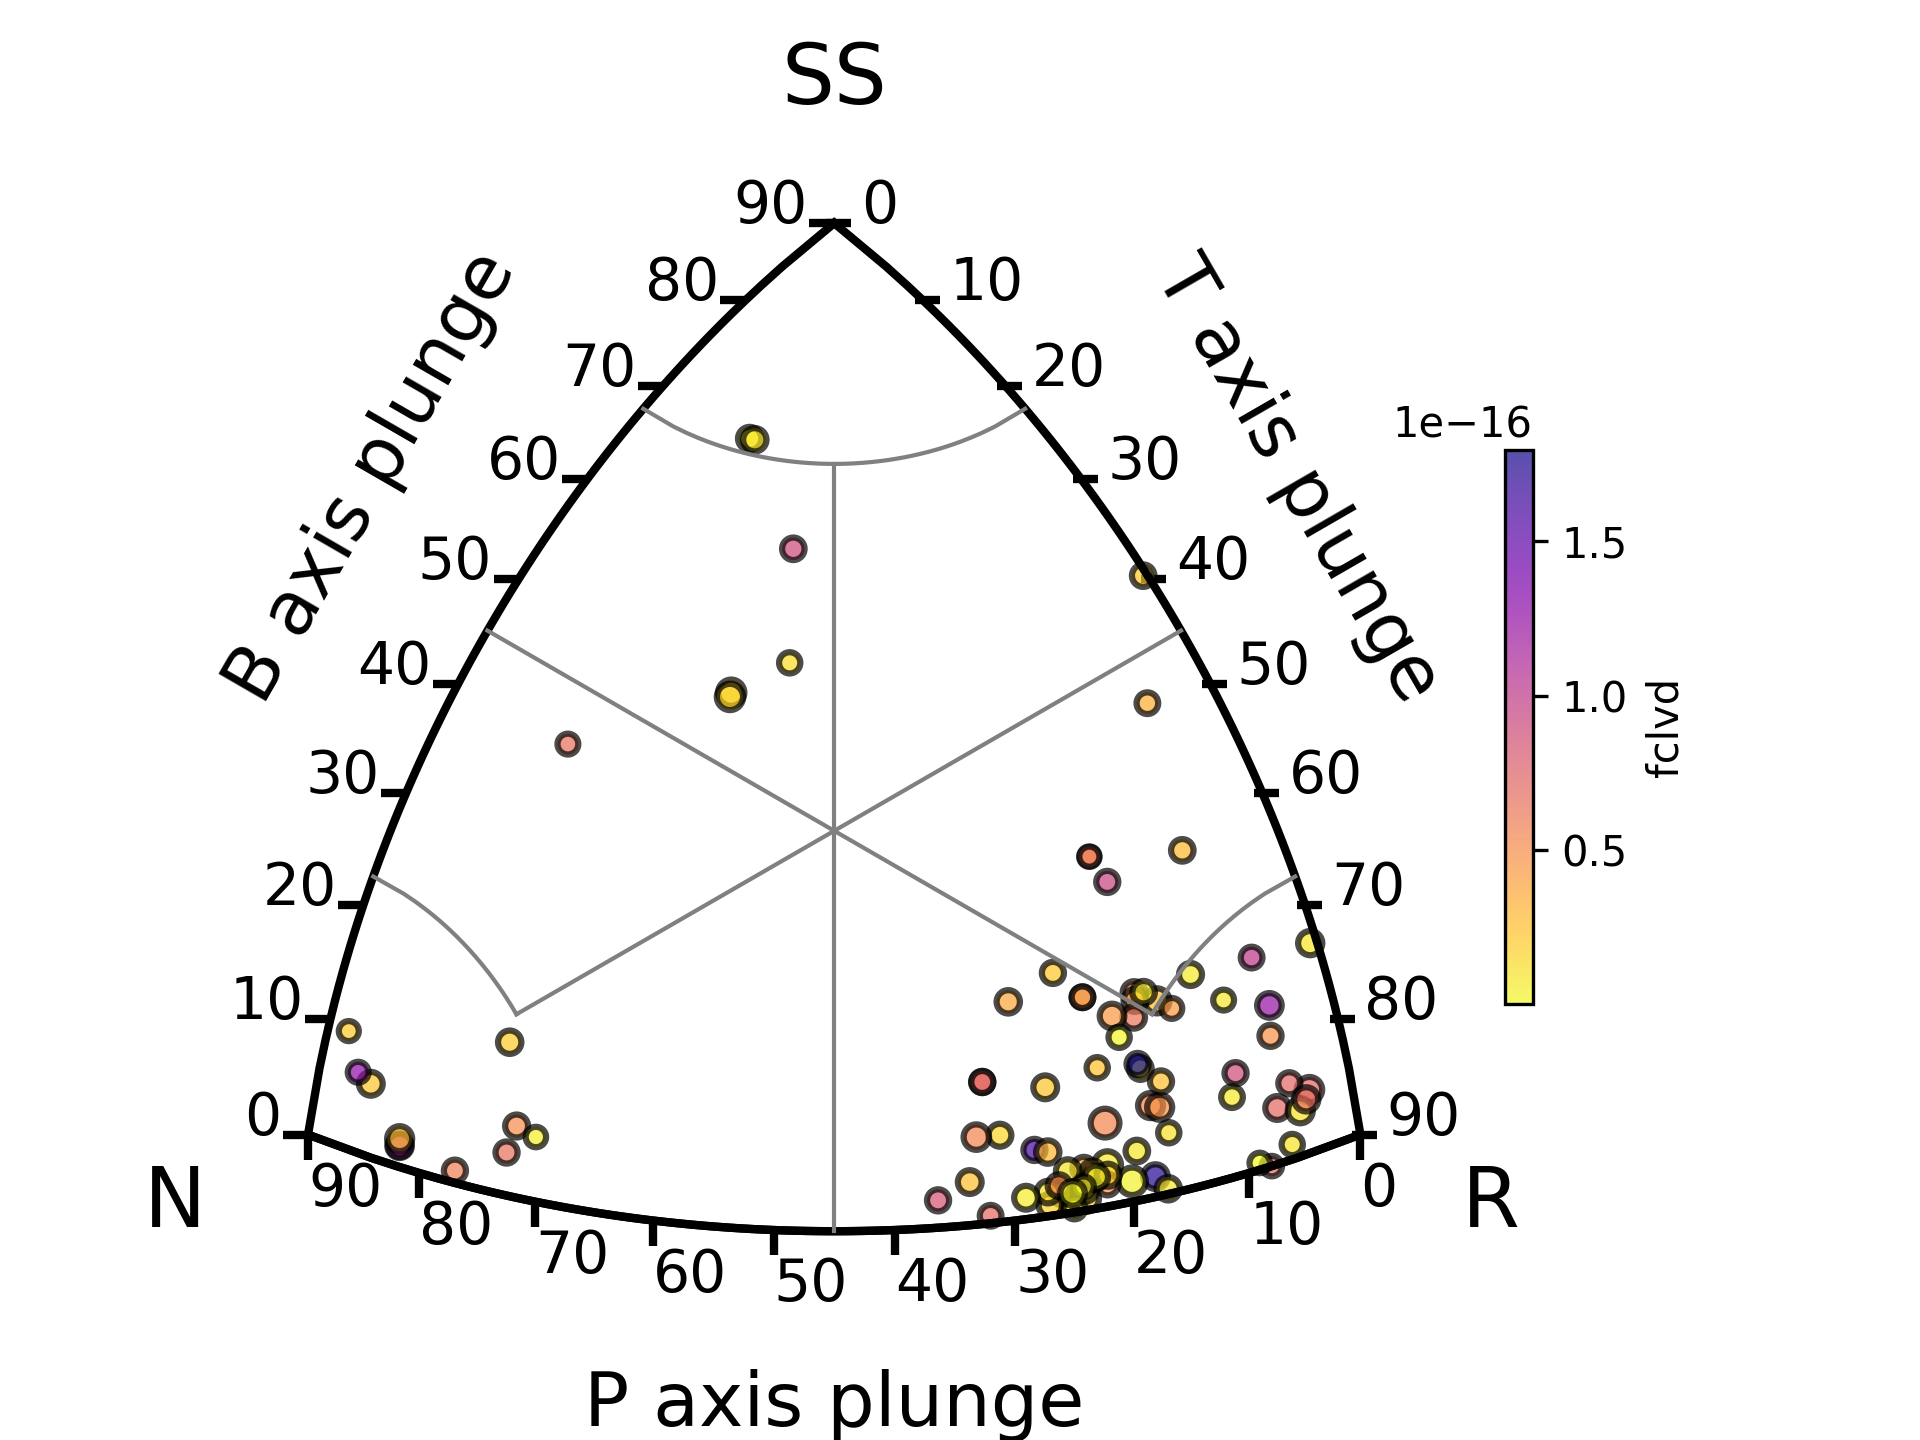 SS
90 0
80 10
70 20
60 30
50 40
40 50
30 60
20 70
10 80
0 90
B axis plunge
T axis plunge
1e−16
1.5
1.0
0.5
fclvd
N R
90 80 70 60 50 40 30 20 10 0
P axis plunge